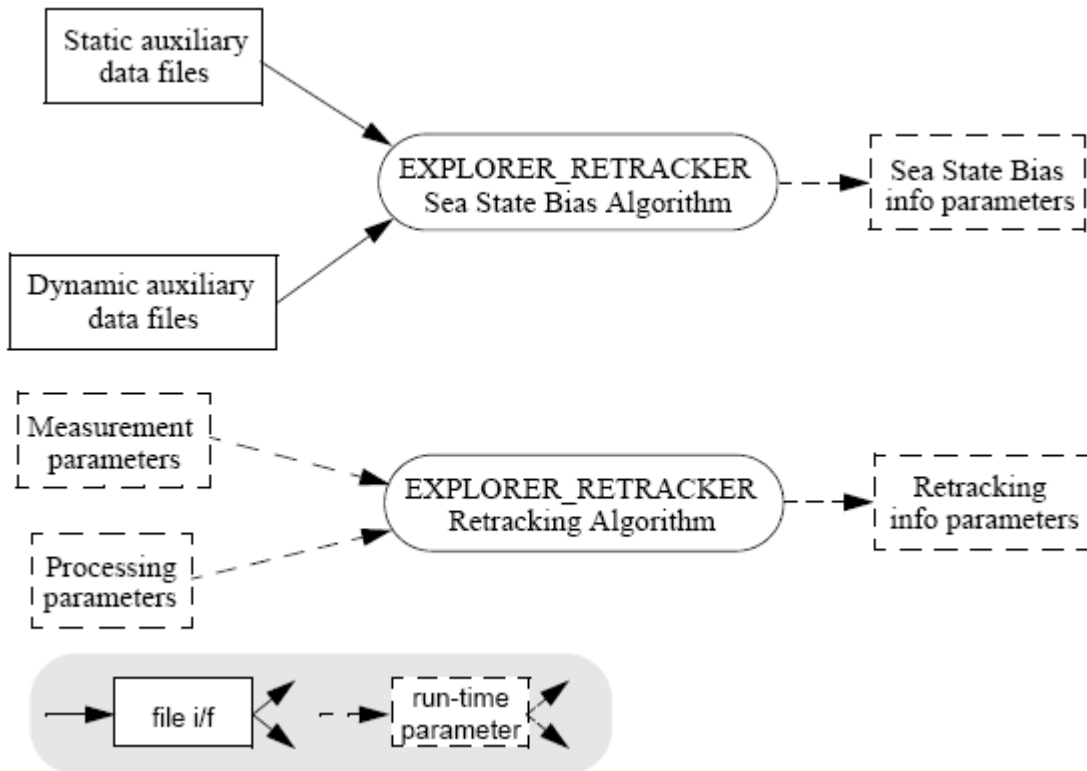 Static auxiliary
data files
EXPLORER_RETRACKER
Sea State Bias Algorithm
Sea State Bias
info parameters
Dynamic auxiliary
data files
Measurement
parameters
EXPLORER_RETRACKER
Retracking Algorithm
Retracking
info parameters
Processing
parameters
file i/f
run-time
parameter